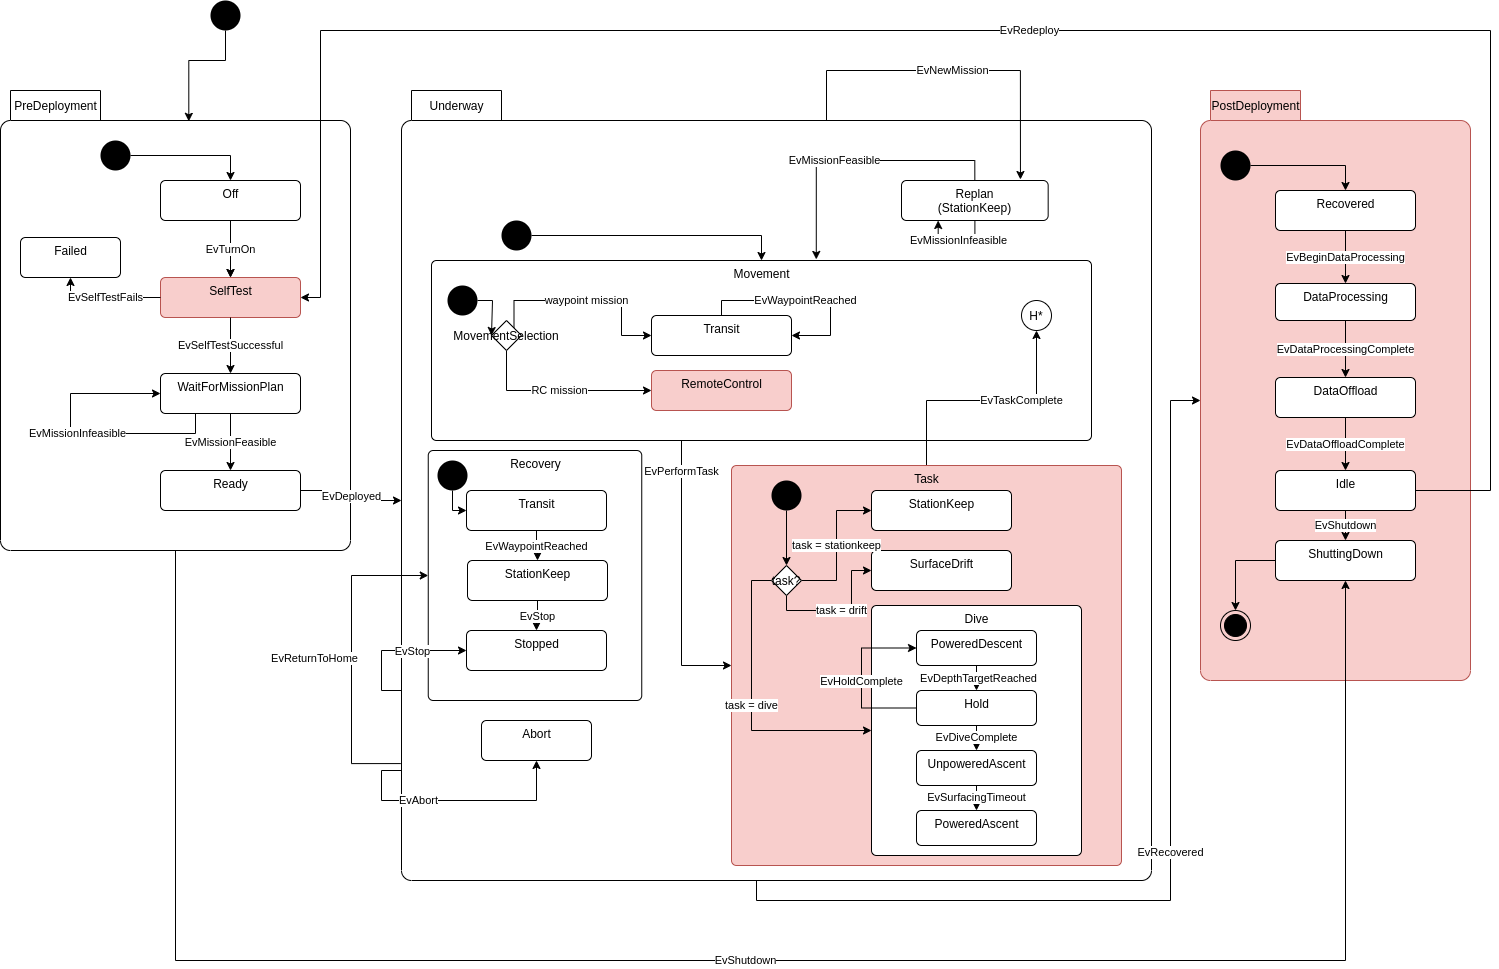 EvRedeploy
EvNewMission
PreDeployment
Off
EvTurnOn
Failed
SelfTest
EvSelfTestFails
EvSelfTestSuccessful
WaitForMissionPlan
EvMissionInfeasible
EvMissionFeasible
Ready
EvDeployed
Underway
EvMissionFeasible
Replan
(StationKeep)
EvMissionInfeasible
Movement
MovementSelection
waypoint mission
EvWaypointReached
Transit
H*
RC mission
RemoteControl
EvTaskComplete
EvPerformTask
Recovery
Transit
EvWaypointReached
StationKeep
EvStop
Stopped
EvStop
EvReturnToHome
Abort
EvAbort
Task
StationKeep
task = stationkeep
SurfaceDrift
task?
task = drift
Dive
PoweredDescent
EvDepthTargetReached
EvHoldComplete
Hold
task = dive
EvDiveComplete
UnpoweredAscent
EvSurfacingTimeout
PoweredAscent
EvRecovered
PostDeployment
Recovered
EvBeginDataProcessing
DataProcessing
EvDataProcessingComplete
DataOffload
EvDataOffloadComplete
Idle
EvShutdown
ShuttingDown
EvShutdown